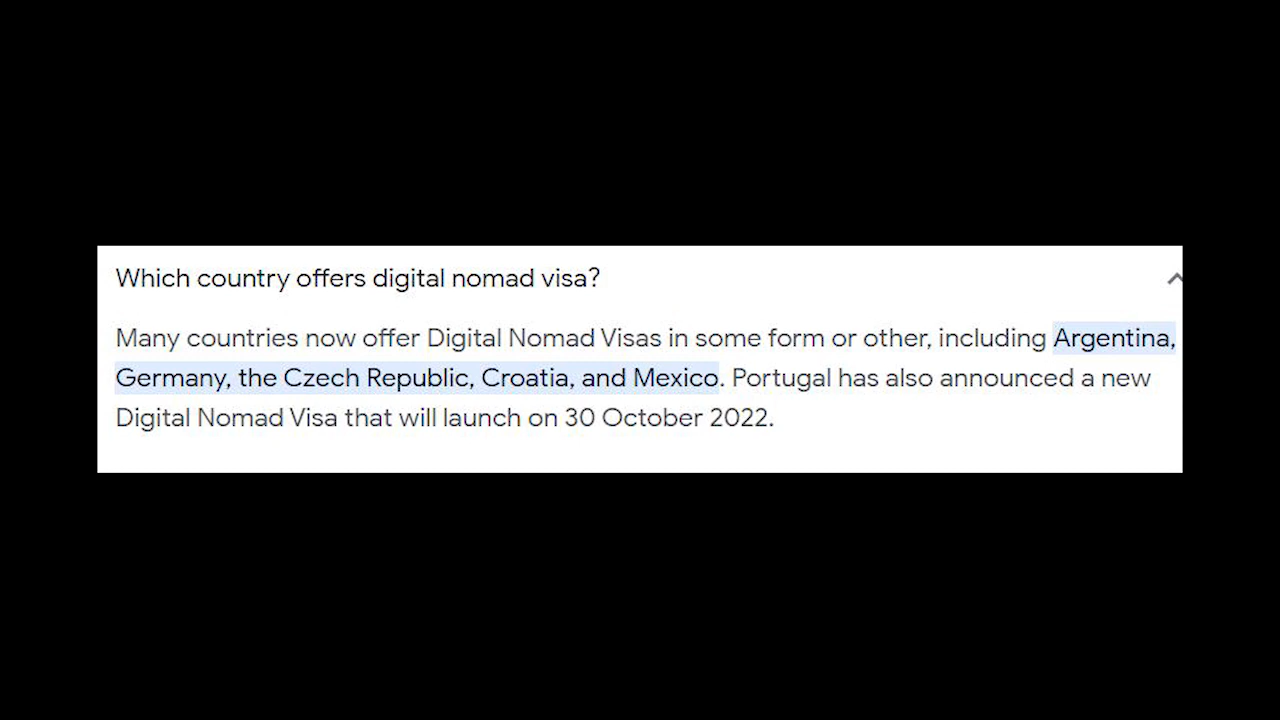 Which country offers digital nomad visa?
Many countries now offer Digital Nomad Visas in some form or other, including Argentina,
Germany, the Czech Republic, Croatia, and Mexico. Portugal has also announced a new
Digital Nomad Visa that will launch on 30 October 2022.